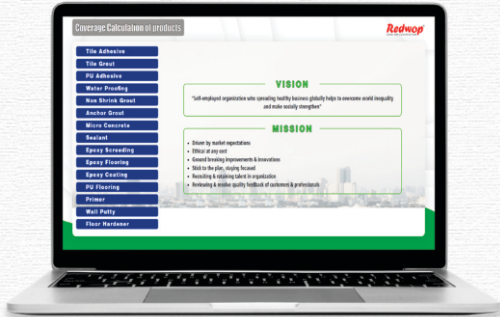 Coverage Calculation of products
Redwop
Tile Adhesive
Tile Grout
PU Adhesive
Water Proofing
Non Shrink Grout
Anchor Grout
Micro Concrete
Sealant
Epoxy Screeding
Epoxy Flooring
Epoxy Coating
PU Flooring
Primer
Wall Putty
Floor Hardener
VISION
"Self-employed organization who spreading healthy business globally helps to overcome world inequality
and make socially strengthen"
MISSION
• Driven by market expectations
• Ethical at any cost
• Ground breaking improvements & innovations
• Stick to the plan, staying focused
• Recruiting & retaining talent in organization
• Reviewing & resolve quality feedback of customers & professionals